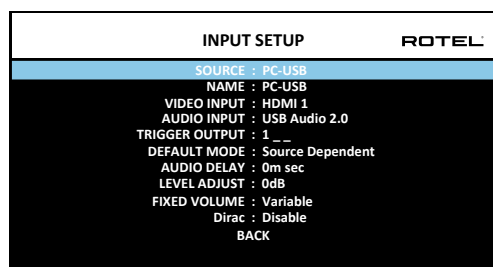 INPUT SETUP ROTEL
SOURCE : PC-USB
NAME : PC-USB
VIDEO INPUT : HDMI 1
AUDIO INPUT : USB Audio 2.0
TRIGGER OUTPUT : 1 _ _
DEFAULT MODE : Source Dependent
AUDIO DELAY : 0m sec
LEVEL ADJUST : 0dB
FIXED VOLUME : Variable
Dirac : Disable
BACK